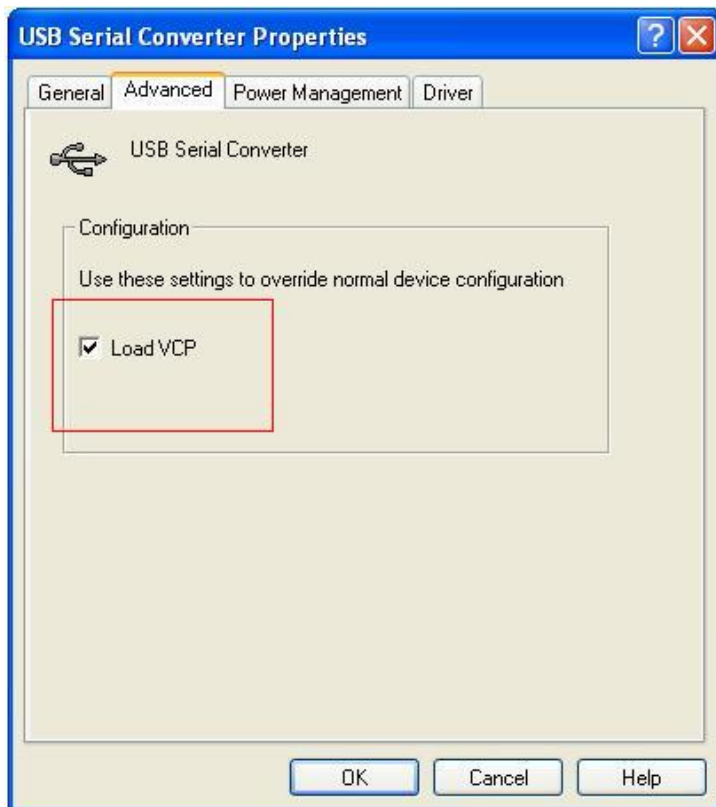 USB Serial Converter Properties
General Advanced Power Management Driver
USB Serial Converter
Configuration
Use these settings to override normal device configuration
Load VCP
OK Cancel Help